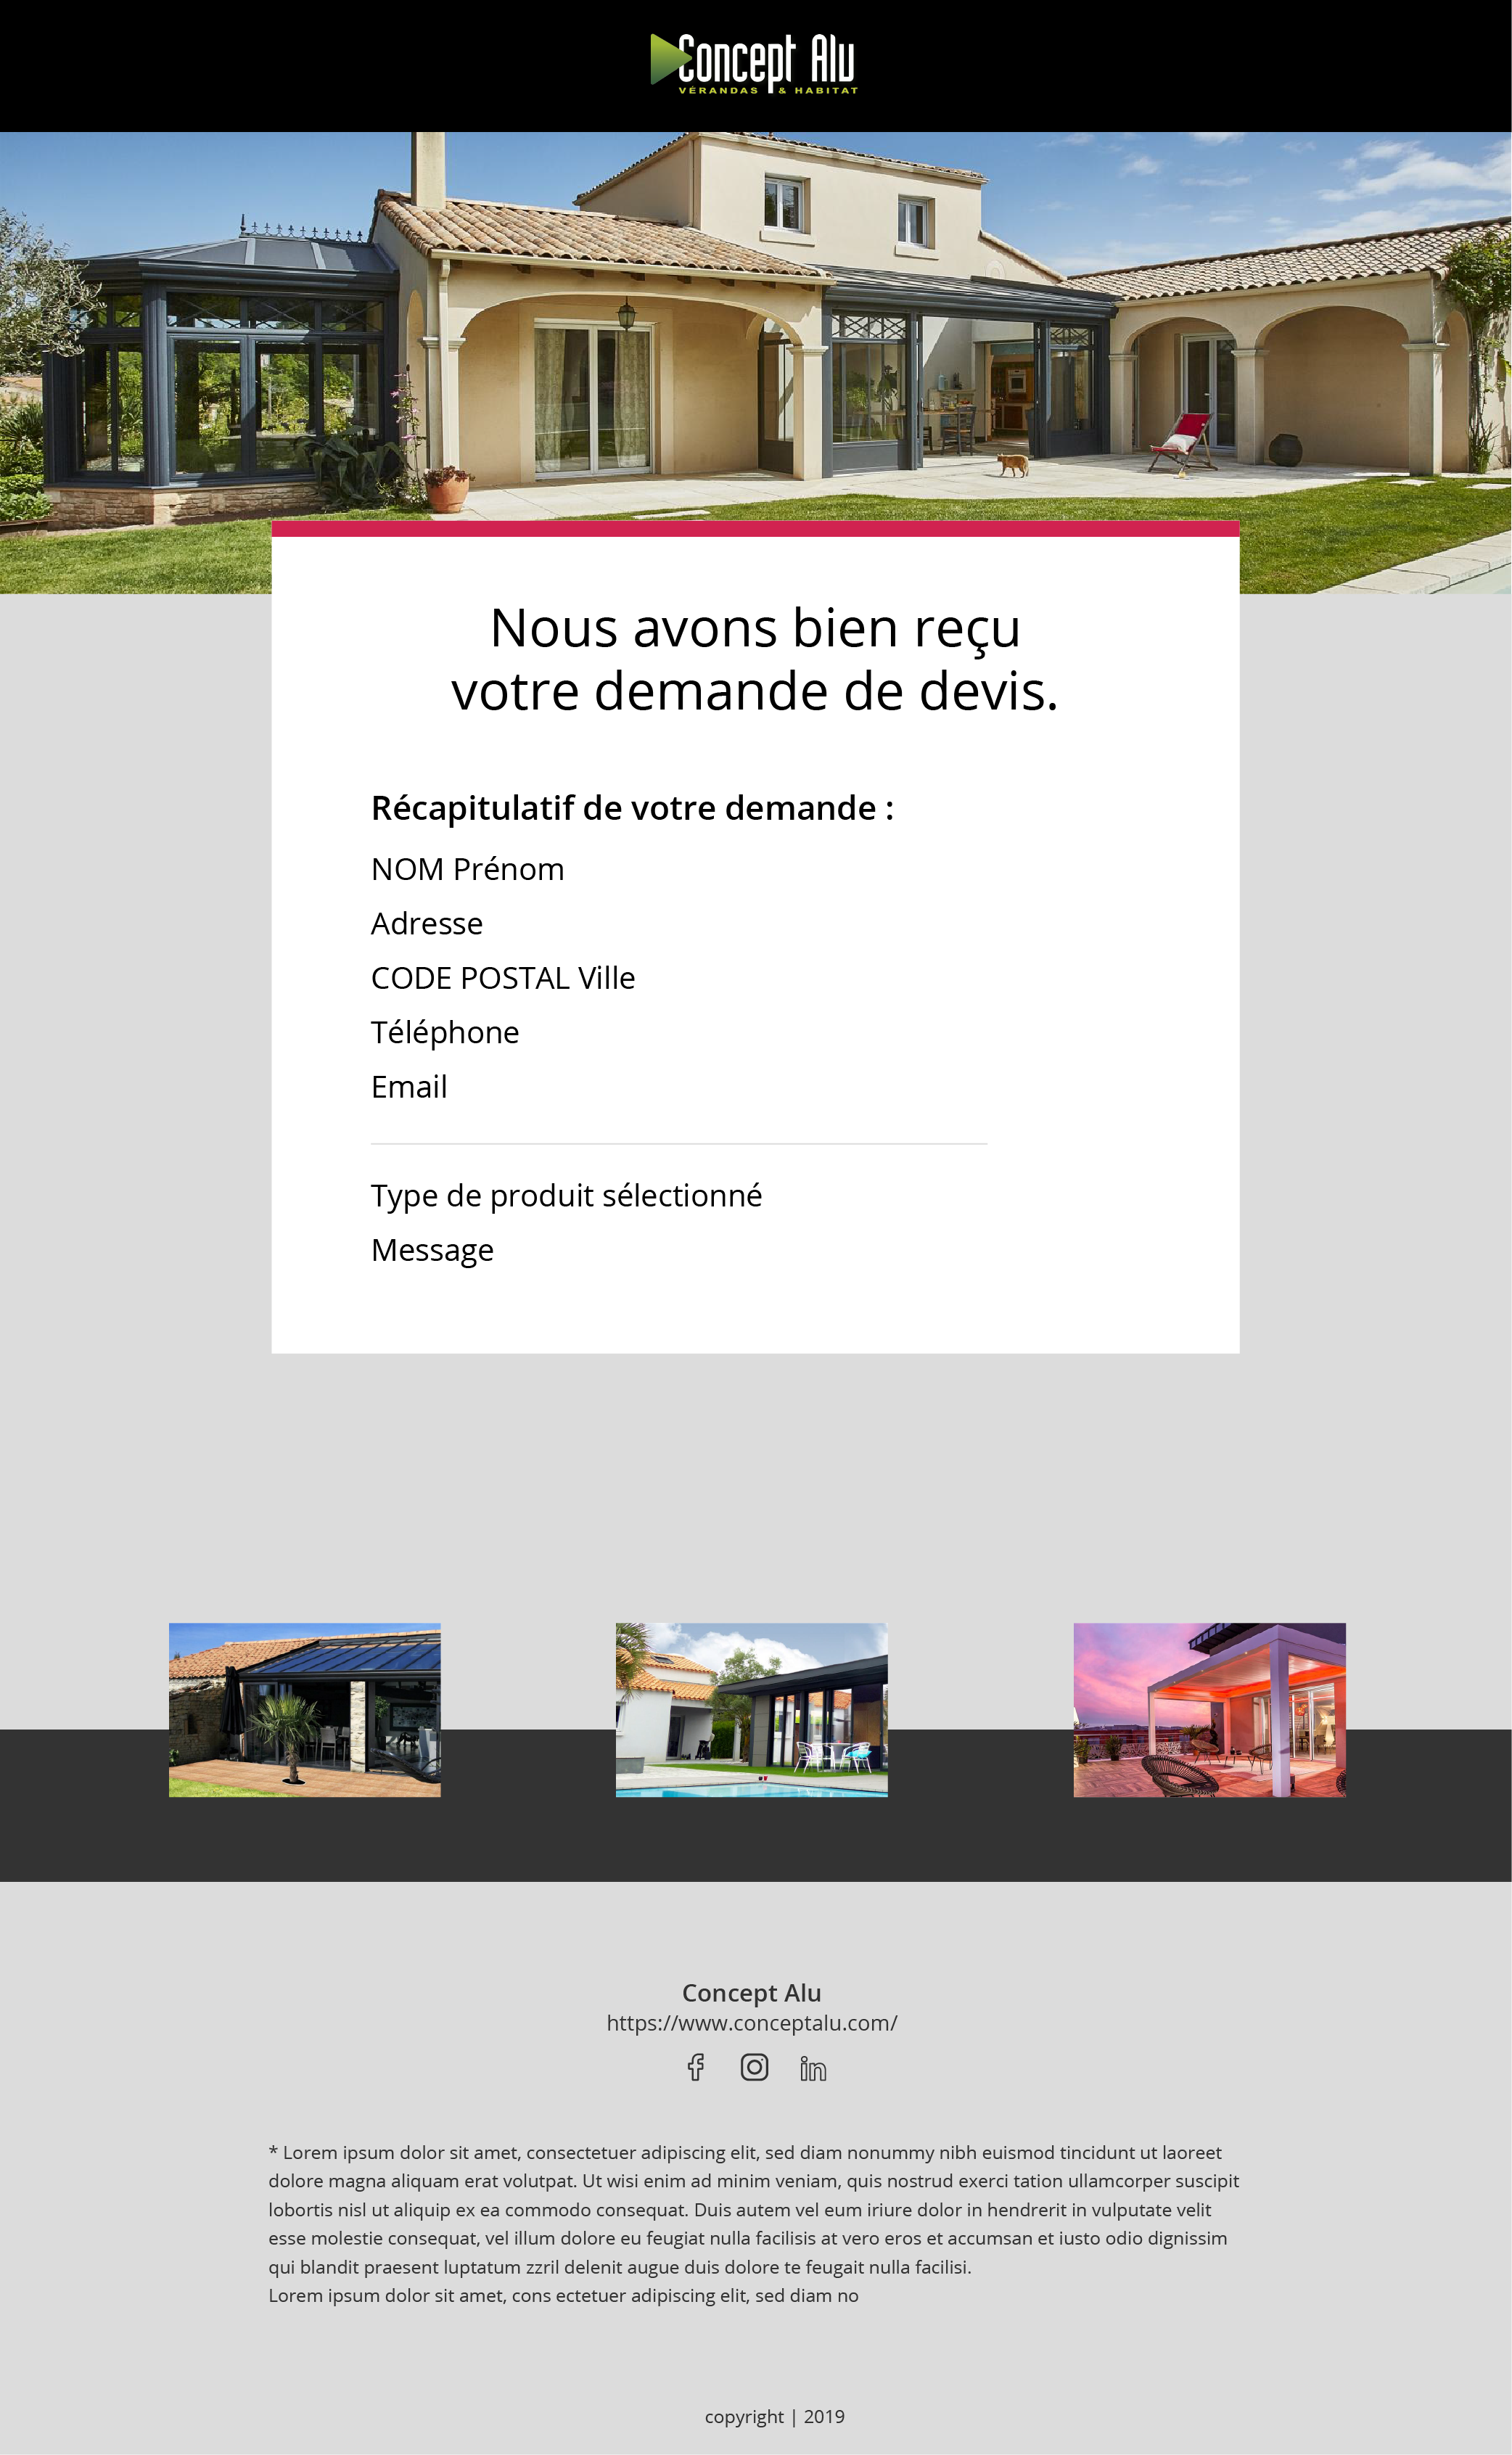 Concept Alu
VÉRANDAS & HABITAT
Nous avons bien reçu
votre demande de devis.
Récapitulatif de votre demande :
NOM Prénom
Adresse
CODE POSTAL Ville
Téléphone
Email
Type de produit sélectionné
Message
Concept Alu
https://www.conceptalu.com/
* Lorem ipsum dolor sit amet, consectetuer adipiscing elit, sed diam nonummy nibh euismod tincidunt ut laoreet
dolore magna aliquam erat volutpat. Ut wisi enim ad minim veniam, quis nostrud exerci tation ullamcorper suscipit
lobortis nisl ut aliquip ex ea commodo consequat. Duis autem vel eum iriure dolor in hendrerit in vulputate velit
esse molestie consequat, vel illum dolore eu feugiat nulla facilisis at vero eros et accumsan et iusto odio dignissim
qui blandit praesent luptatum zzril delenit augue duis dolore te feugait nulla facilisi.
Lorem ipsum dolor sit amet, cons ectetuer adipiscing elit, sed diam no
copyright | 2019